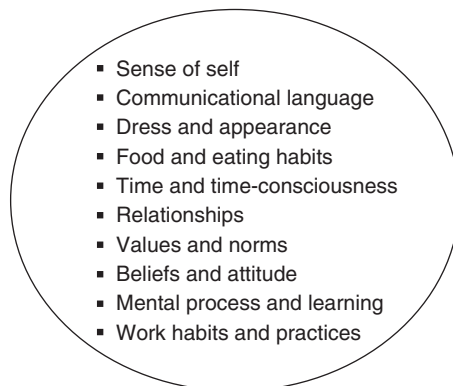 ▪ Sense of self
▪ Communicational language
▪ Dress and appearance
▪ Food and eating habits
▪ Time and time-consciousness
▪ Relationships
▪ Values and norms
▪ Beliefs and attitude
▪ Mental process and learning
▪ Work habits and practices